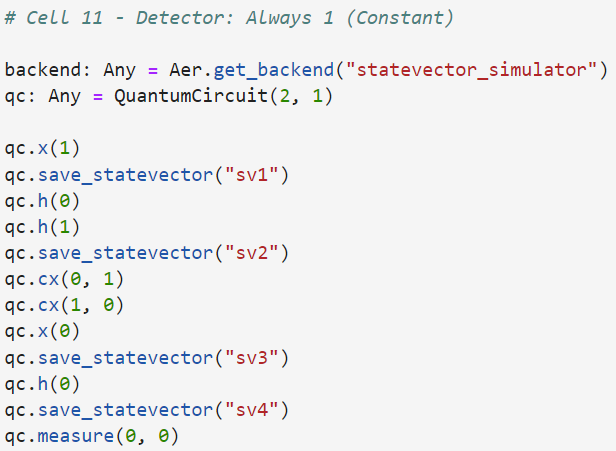 # Cell 11 - Detector: Always 1 (Constant)
backend: Any = Aer.get_backend("statevector_simulator")
qc: Any = QuantumCircuit(2, 1)
qc.x(1)
qc.save_statevector("sv1")
qc.h(0)
qc.h(1)
qc.save_statevector("sv2")
qc.cx(0, 1)
qc.cx(1, 0)
qc.x(0)
qc.save_statevector("sv3")
qc.h(0)
qc.save_statevector("sv4")
qc.measure(0, 0)